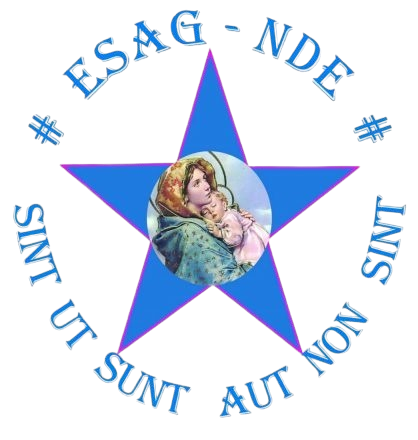 # ESAG - NDE #
SINT UT SUNT AUT NON SINT